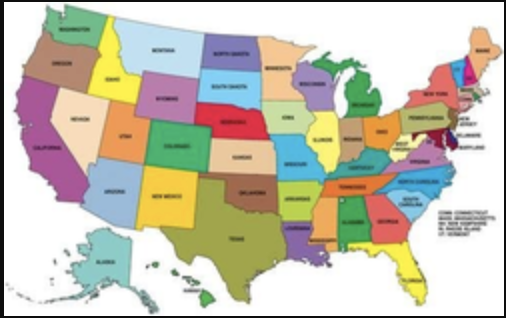 WASHINGTON
MONTANA
NORTH DAKOTA
MINNESOTA
MAINE
OREGON
IDAHO
SOUTH DAKOTA
WISCONSIN
NEW YORK
WYOMING
MICHIGAN
NEVADA
NEBRASKA
IOWA
PENNSYLVANIA
NEW JERSEY
UTAH
COLORADO
ILLINOIS
INDIANA
OHIO
DELAWARE
MARYLAND
CALIFORNIA
KANSAS
MISSOURI
WEST VIRGINIA
VIRGINIA
KENTUCKY
ARIZONA
NEW MEXICO
OKLAHOMA
ARKANSAS
TENNESSEE
NORTH CAROLINA
SOUTH CAROLINA
TEXAS
LOUISIANA
MISSISSIPPI
ALABAMA
GEORGIA
CONN CONNECTICUT
MASS MASSACHUSETTS
NH NEW HAMPSHIRE
RI RHODE ISLAND
VT VERMONT
ALASKA
HAWAII
FLORIDA